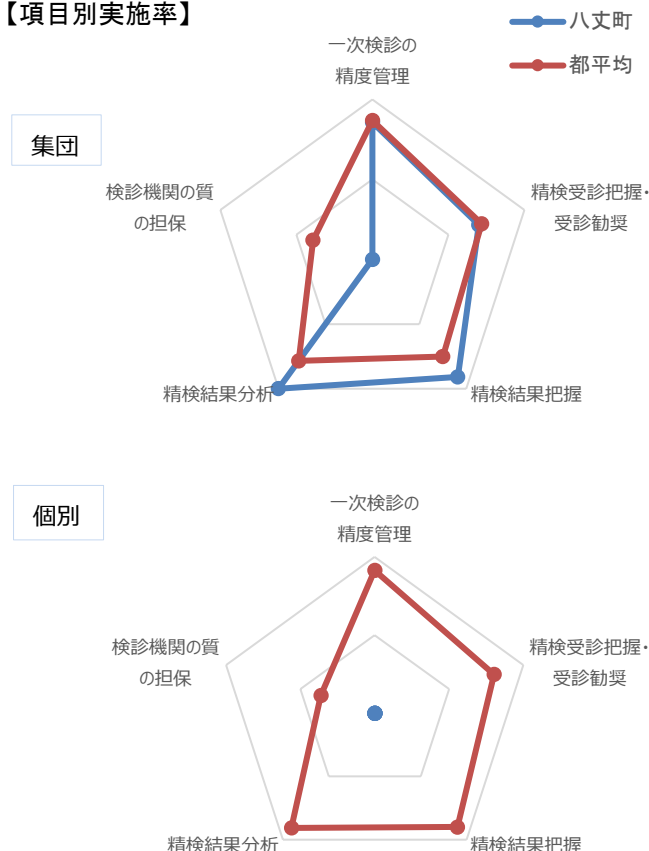 【項目別実施率】
八丈町
都平均
集団
一次検診の
精度管理
精検受診把握・
受診勧奨
精検結果把握
精検結果分析
検診機関の質
の担保
個別
一次検診の
精度管理
精検受診把握・
受診勧奨
精検結果把握
精検結果分析
検診機関の質
の担保